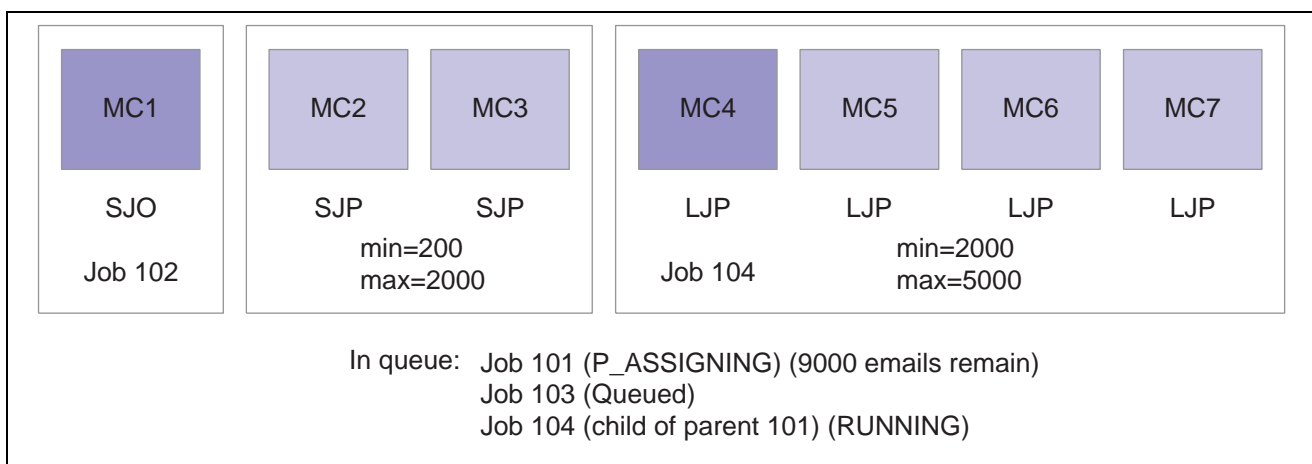 MC1
MC2
MC3
MC4
MC5
MC6
MC7
SJO
SJP
SJP
LJP
LJP
LJP
LJP
Job 102
min=200
max=2000
Job 104
min=2000
max=5000
In queue: Job 101 (P_ASSIGNING) (9000 emails remain)
Job 103 (Queued)
Job 104 (child of parent 101) (RUNNING)